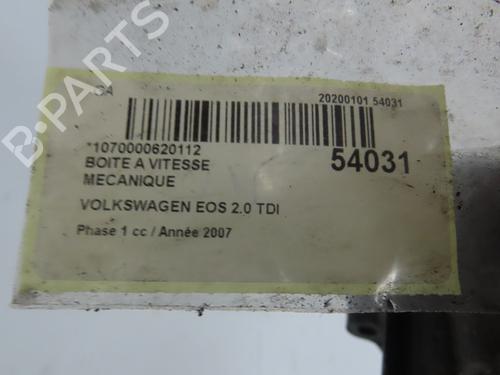 20200101 54031
*1070000620112
BOITE A VITESSE
MECANIQUE
54031
VOLKSWAGEN EOS 2.0 TDI
Phase 1 cc / Année 2007
B-PARTS